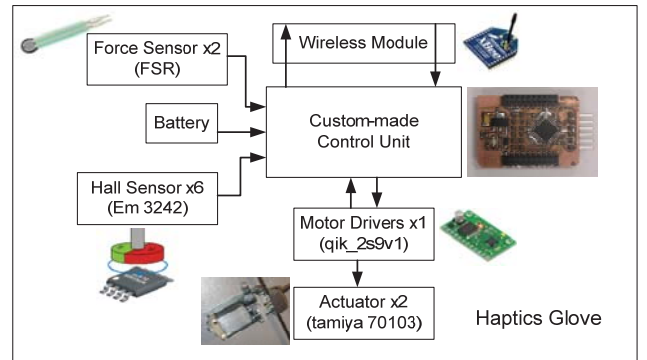 Force Sensor x2
(FSR)
Wireless Module
XBee
Battery
Custom-made
Control Unit
Hall Sensor x6
(Em 3242)
Motor Drivers x1
(qik_2s9v1)
Actuator x2
(tamiya 70103)
Haptics Glove